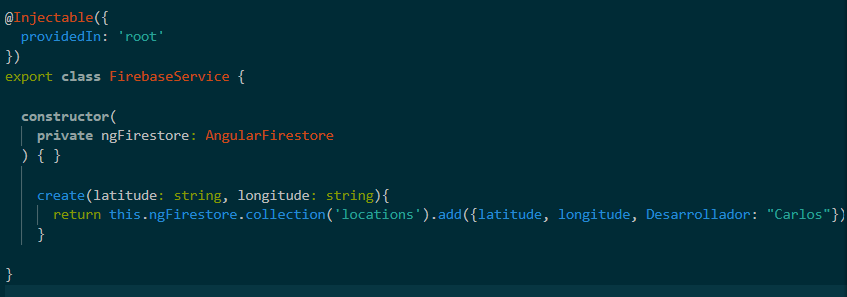 @Injectable({
  providedIn: 'root'
})
export class FirebaseService {
  constructor(
    private ngFirestore: AngularFirestore
  ) { }
    create(latitude: string, longitude: string){
      return this.ngFirestore.collection('locations').add({latitude, longitude, Desarrollador: "Carlos"})
    }
}